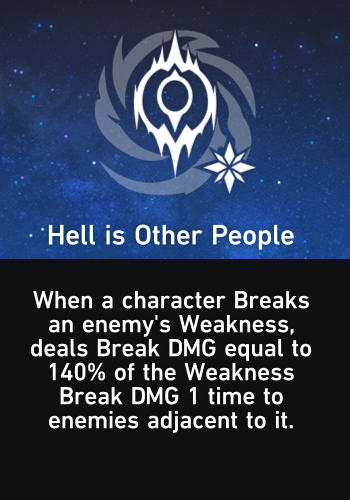 Hell is Other People
When a character Breaks
an enemy's Weakness,
deals Break DMG equal to
140% of the Weakness
Break DMG 1 time to
enemies adjacent to it.